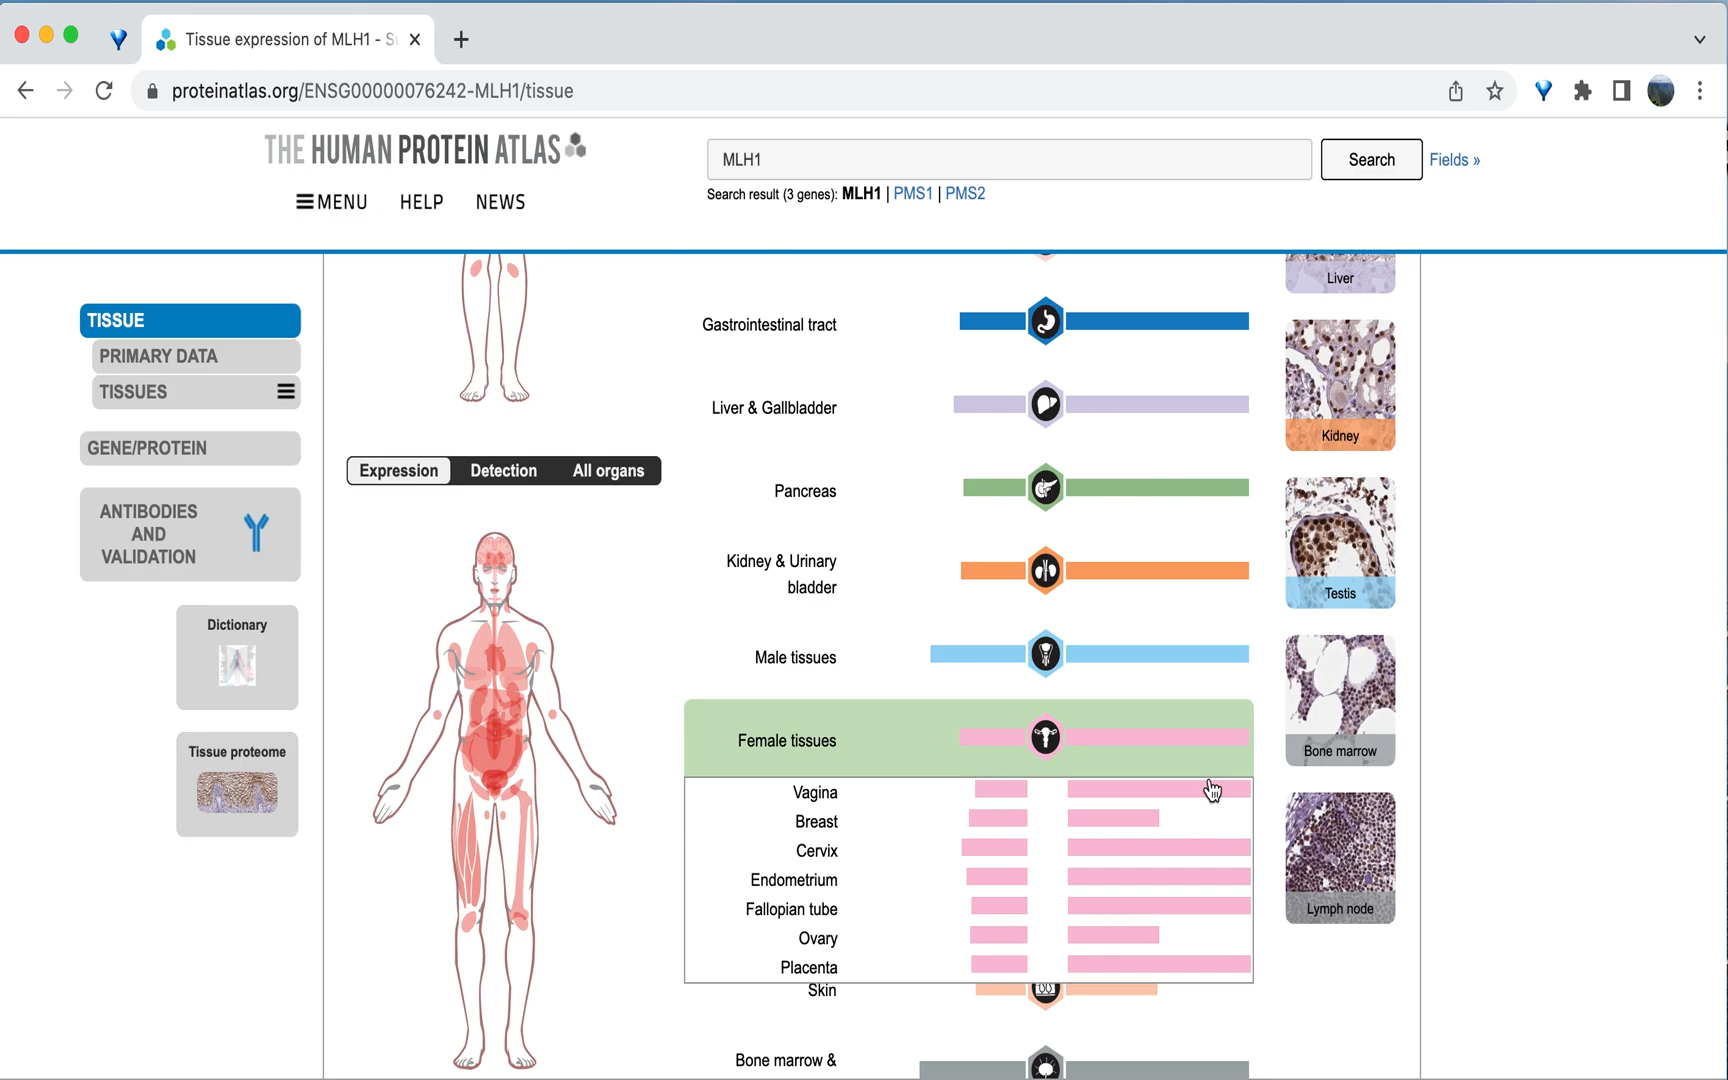 Tissue expression of MLH1 - S
proteinatlas.org/ENSG00000076242-MLH1/tissue
THE HUMAN PROTEIN ATLAS
MLH1
Search
Fields »
Search result (3 genes): MLH1 | PMS1 | PMS2
MENU
HELP
NEWS
TISSUE
PRIMARY DATA
TISSUES
GENE/PROTEIN
ANTIBODIES
AND
VALIDATION
Dictionary
Tissue proteome
Expression
Detection
All organs
Gastrointestinal tract
Liver & Gallbladder
Pancreas
Kidney & Urinary
bladder
Male tissues
Female tissues
Vagina
Breast
Cervix
Endometrium
Fallopian tube
Ovary
Placenta
Skin
Bone marrow &
Liver
Kidney
Testis
Bone marrow
Lymph node